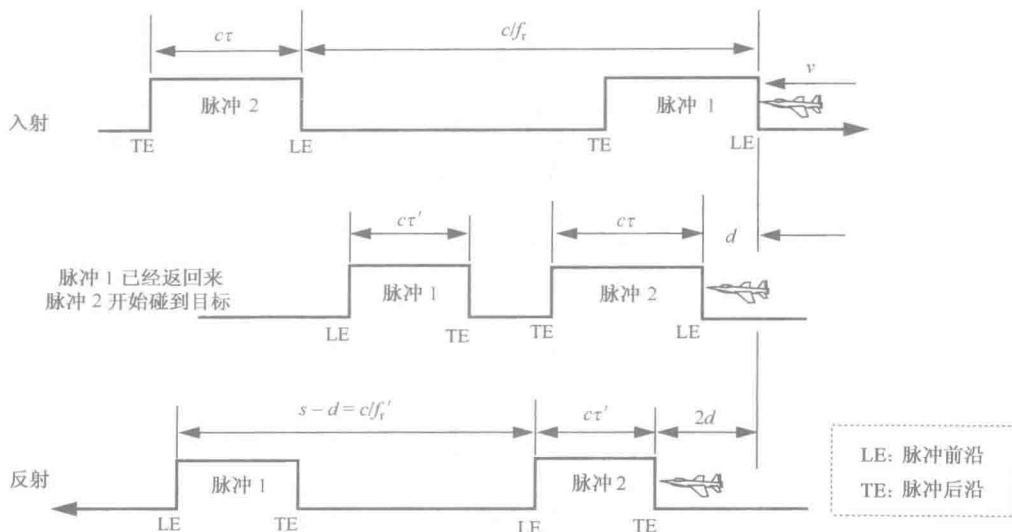 cτ
c/fr
v
入射
脉冲 2
脉冲 1
TE
LE
TE
LE
cτ′
cτ
d
脉冲 1 已经返回来
脉冲 2 开始碰到目标
脉冲 1
脉冲 2
LE
TE
TE
LE
s − d = c/fr′
cτ′
2d
反射
脉冲 1
脉冲 2
LE
TE
LE
TE
LE: 脉冲前沿
TE: 脉冲后沿